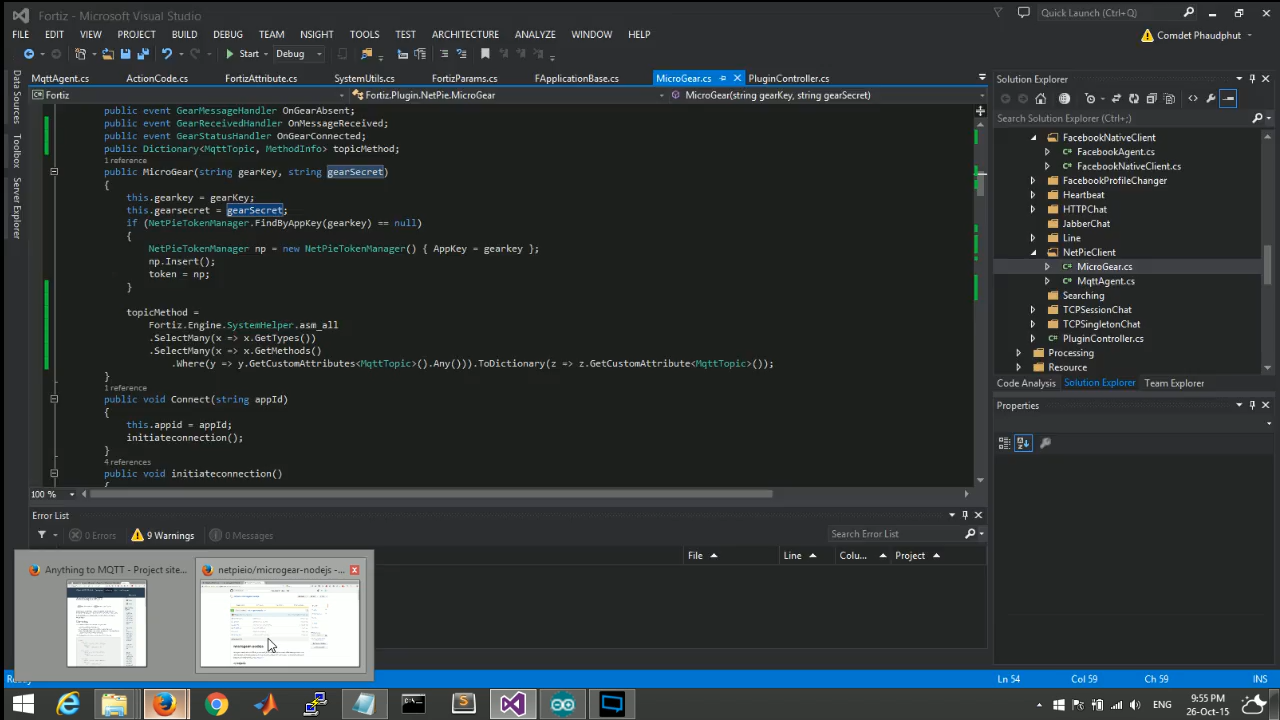 Fortiz - Microsoft Visual Studio
Quick Launch (Ctrl+Q)
FILE EDIT VIEW PROJECT BUILD DEBUG TEAM NSIGHT TOOLS TEST ARCHITECTURE ANALYZE WINDOW HELP
Comdet Phaudphut
Start Debug
MqttAgent.cs ActionCode.cs FortizAttribute.cs SystemUtils.cs FortizParams.cs FApplicationBase.cs MicroGear.cs PluginController.cs
Fortiz Fortiz.Plugin.NetPie.MicroGear MicroGear(string gearKey, string gearSecret)
Data Sources
Toolbox
Server Explorer
public event GearMessageHandler OnGearAbsent;
public event GearReceivedHandler OnMessageReceived;
public event GearStatusHandler OnGearConnected;
public Dictionary<MqttTopic, MethodInfo> topicMethod;
1 reference
public MicroGear(string gearKey, string gearSecret)
{
this.gearkey = gearKey;
this.gearsecret = gearSecret;
if (NetPieTokenManager.FindByAppKey(gearKey) == null)
{
NetPieTokenManager np = new NetPieTokenManager() { AppKey = gearkey };
np.Insert();
token = np;
}
topicMethod =
Fortiz.Engine.SystemHelper.asm_all
.SelectMany(x => x.GetTypes())
.SelectMany(x => x.GetMethods()
.Where(y => y.GetCustomAttributes<MqttTopic>().Any())).ToDictionary(z => z.GetCustomAttribute<MqttTopic>());
}
1 reference
public void Connect(string appId)
{
this.appid = appId;
initiateconnection();
}
4 references
public void initiateconnection()
{
100 %
Solution Explorer
Search Solution Explorer (Ctrl+;)
FacebookNativeClient
FacebookAgent.cs
FacebookNativeClient.cs
FacebookProfileChanger
Heartbeat
HTTPChat
JabberChat
Line
NetPieClient
MicroGear.cs
MqttAgent.cs
Searching
TCPSessionChat
TCPSingletonChat
PluginController.cs
Processing
Resource
Code Analysis Solution Explorer Team Explorer
Properties
Error List
0 Errors 9 Warnings 0 Messages
Search Error List
File Line Colu... Project
Anything to MQTT - Project site...
netpieio/microgear-nodejs -...
Ln 54 Col 59 Ch 59 INS
ENG
9:55 PM
26-Oct-15